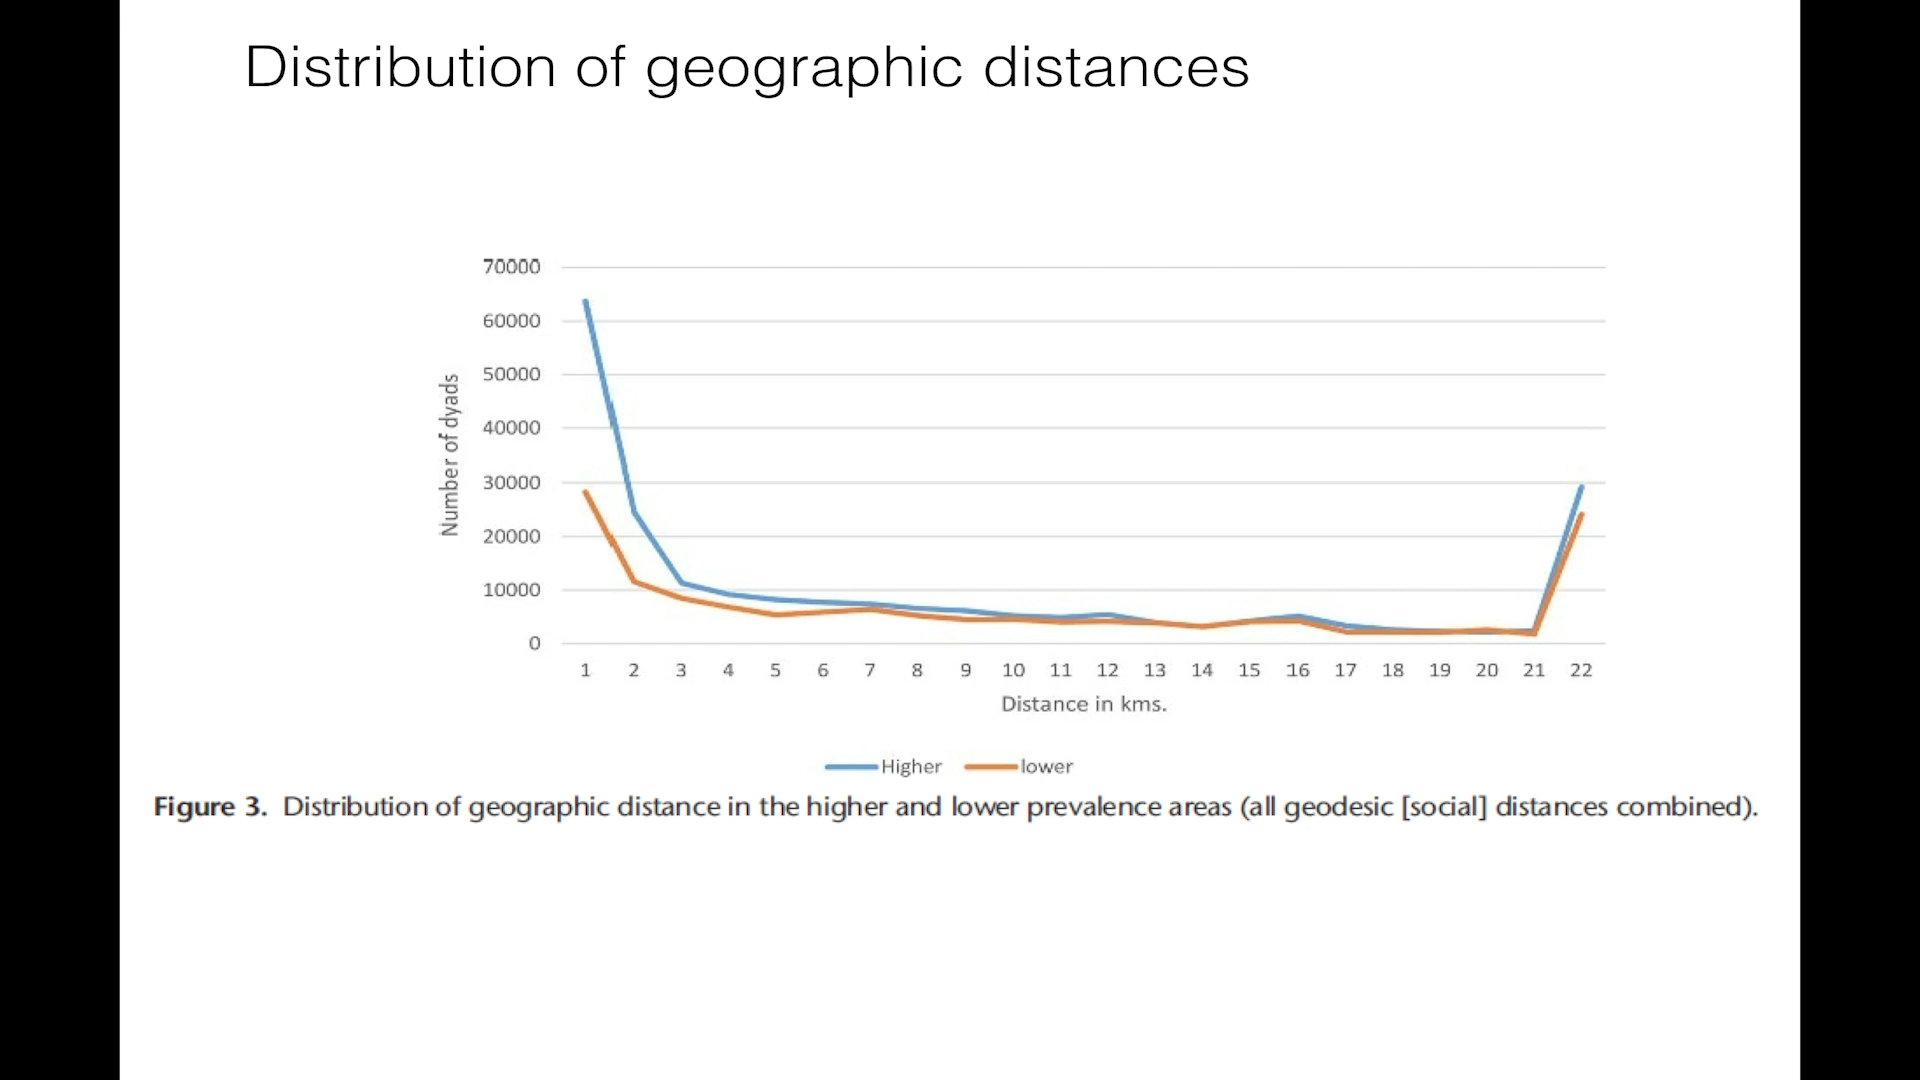 Distribution of geographic distances
70000
60000
50000
40000
30000
20000
10000
0
Number of dyads
1 2 3 4 5 6 7 8 9 10 11 12 13 14 15 16 17 18 19 20 21 22
Distance in kms.
Higher lower
Figure 3. Distribution of geographic distance in the higher and lower prevalence areas (all geodesic [social] distances combined).